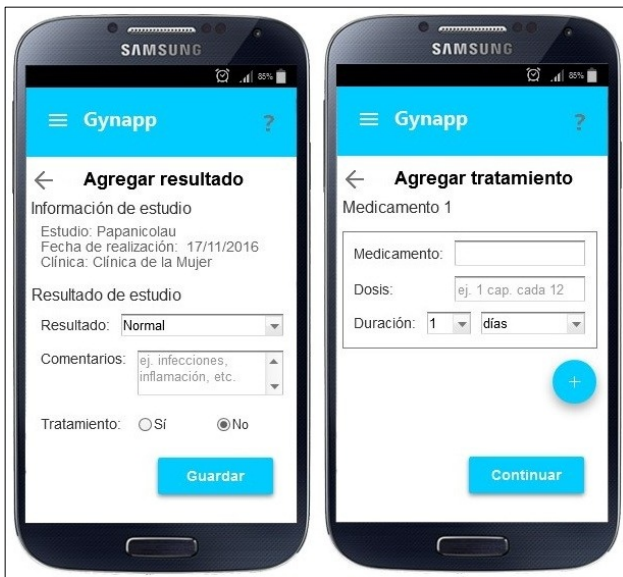 SAMSUNG
85%
Gynapp
?
Agregar resultado
Información de estudio
Estudio: Papanicolau
Fecha de realización: 17/11/2016
Clínica: Clínica de la Mujer
Resultado de estudio
Resultado: Normal
Comentarios: ej. infecciones,
inflamación, etc.
Tratamiento: Sí No
Guardar
SAMSUNG
85%
Gynapp
?
Agregar tratamiento
Medicamento 1
Medicamento:
Dosis: ej. 1 cap. cada 12
Duración: 1 días
+
Continuar